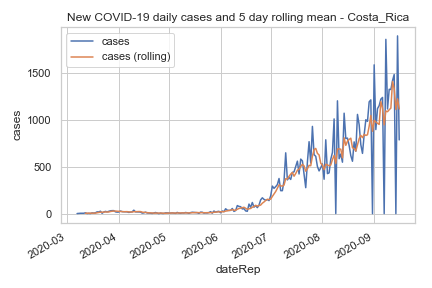 New COVID-19 daily cases and 5 day rolling mean - Costa_Rica
cases
cases (rolling)
1500
1000
500
0
cases
2020-03
2020-04
2020-05
2020-06
2020-07
2020-08
2020-09
dateRep